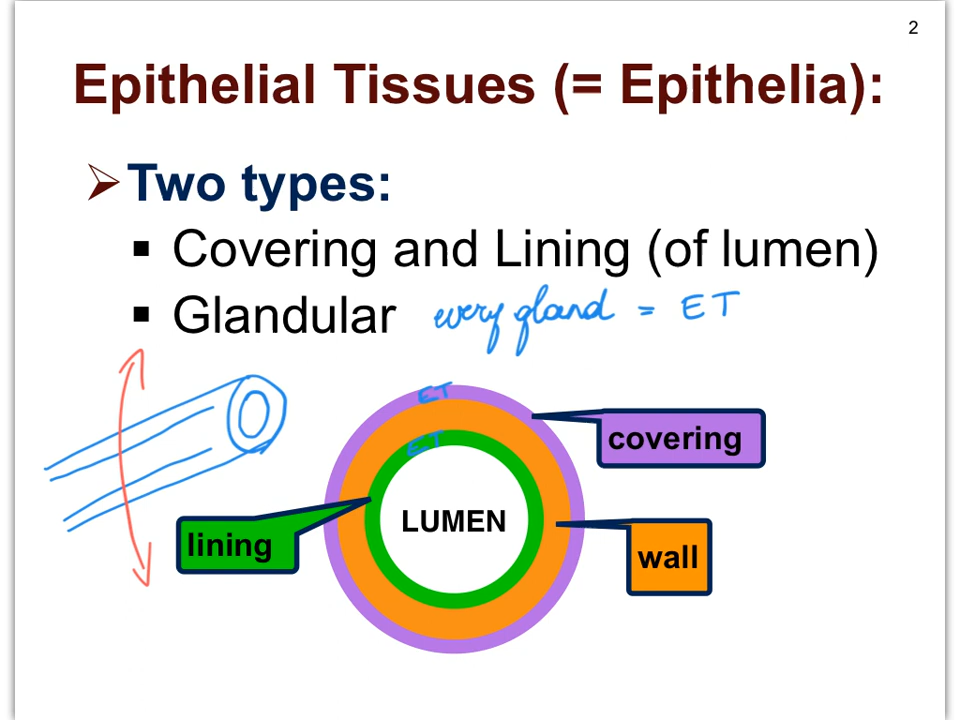 2
Epithelial Tissues (= Epithelia):
Two types:
Covering and Lining (of lumen)
Glandular every gland = ET
ET
covering
ET
LUMEN
lining
wall